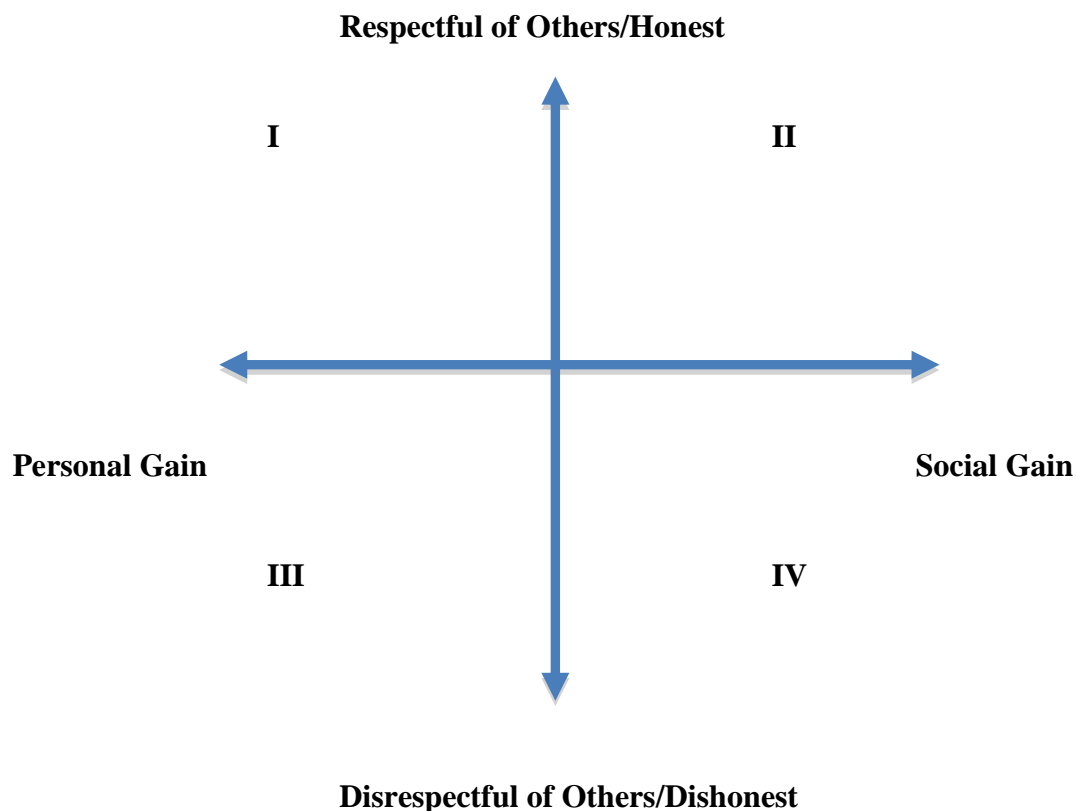 Respectful of Others/Honest
I
II
Personal Gain
Social Gain
III
IV
Disrespectful of Others/Dishonest